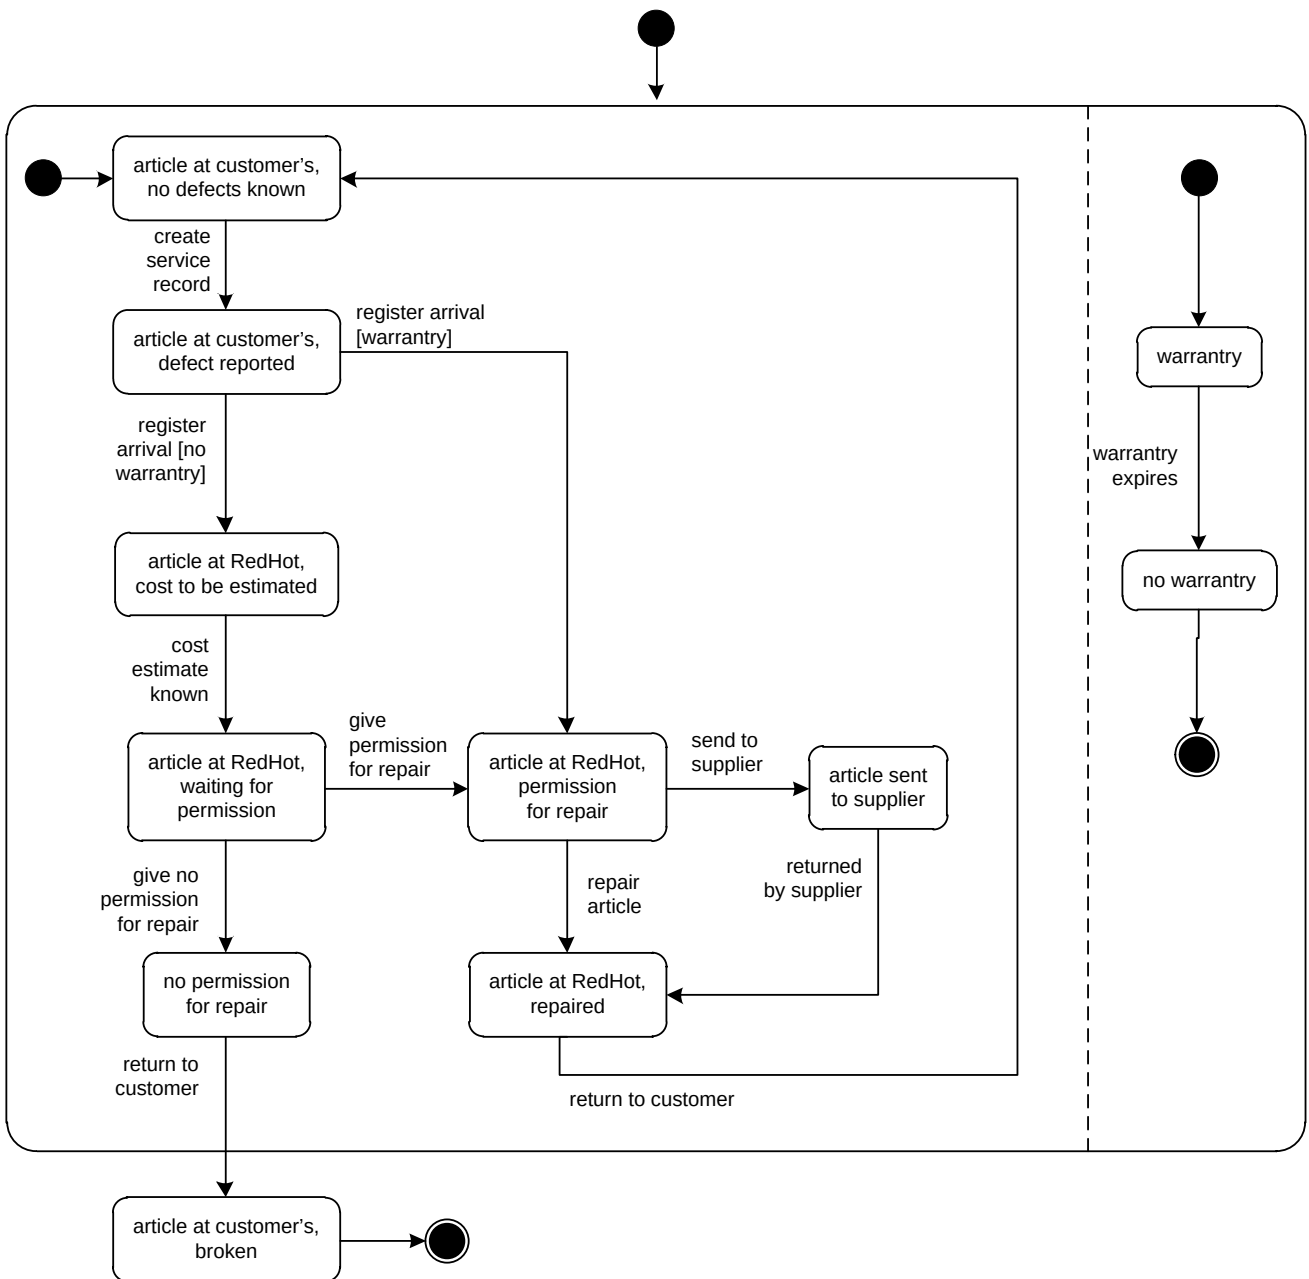 article at customer’s,
no defects known
create
service
record
article at customer’s,
defect reported
register arrival
[warrantry]
register
arrival [no
warrantry]
article at RedHot,
cost to be estimated
cost
estimate
known
article at RedHot,
waiting for
permission
give
permission
for repair
article at RedHot,
permission
for repair
send to
supplier
article sent
to supplier
give no
permission
for repair
repair
article
returned
by supplier
no permission
for repair
article at RedHot,
repaired
return to
customer
return to customer
article at customer’s,
broken
warrantry
warrantry
expires
no warrantry